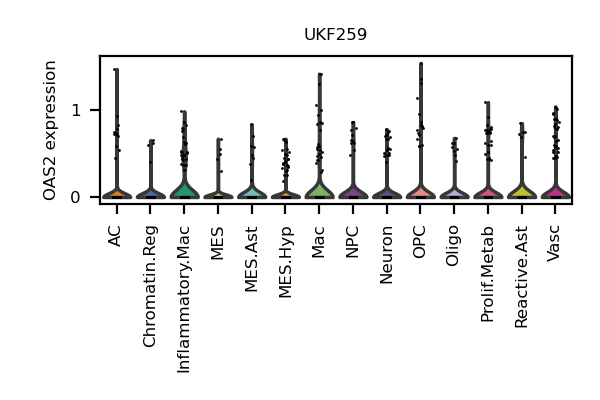 UKF259
OAS2 expression
1
0
AC
Chromatin.Reg
Inflammatory.Mac
MES
MES.Ast
MES.Hyp
Mac
NPC
Neuron
OPC
Oligo
Prolif.Metab
Reactive.Ast
Vasc